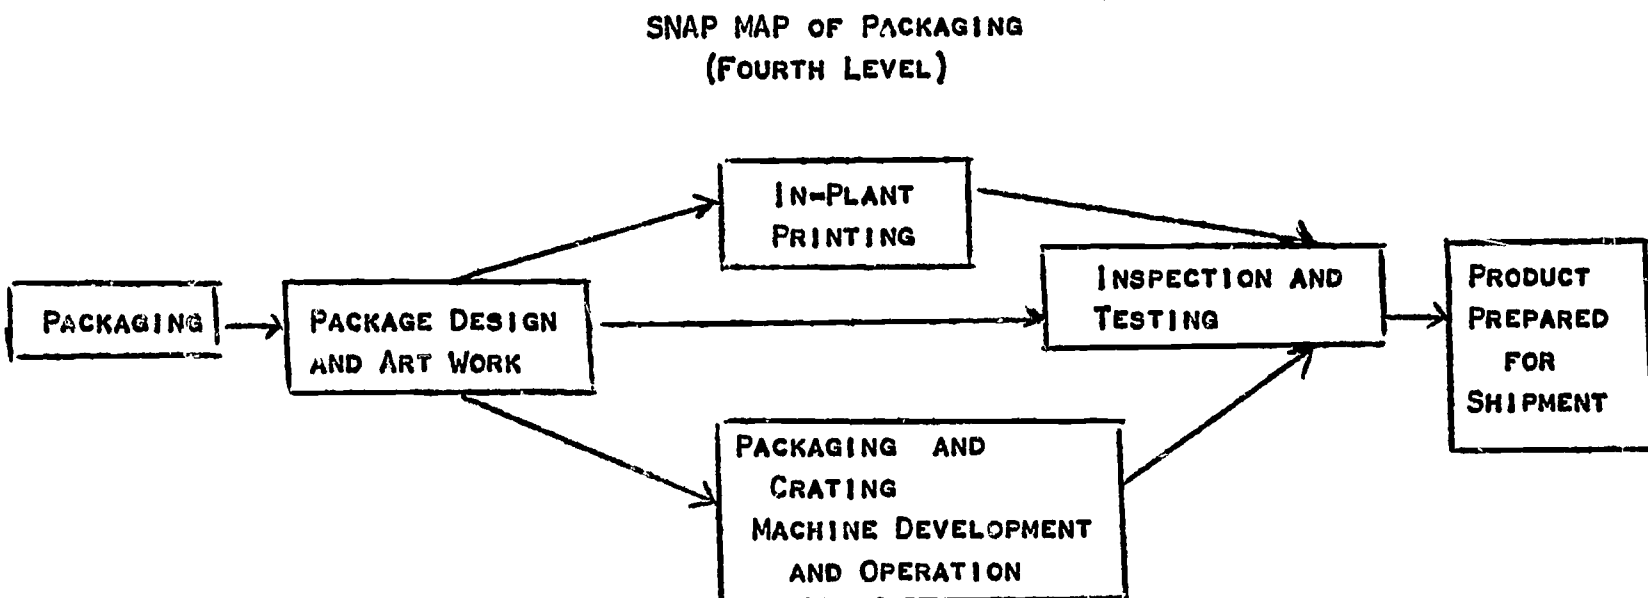 SNAP MAP OF PACKAGING
(FOURTH LEVEL)
IN-PLANT
PRINTING
PACKAGING
PACKAGE DESIGN
AND ART WORK
INSPECTION AND
TESTING
PRODUCT
PREPARED
FOR
SHIPMENT
PACKAGING AND
CRATING
MACHINE DEVELOPMENT
AND OPERATION